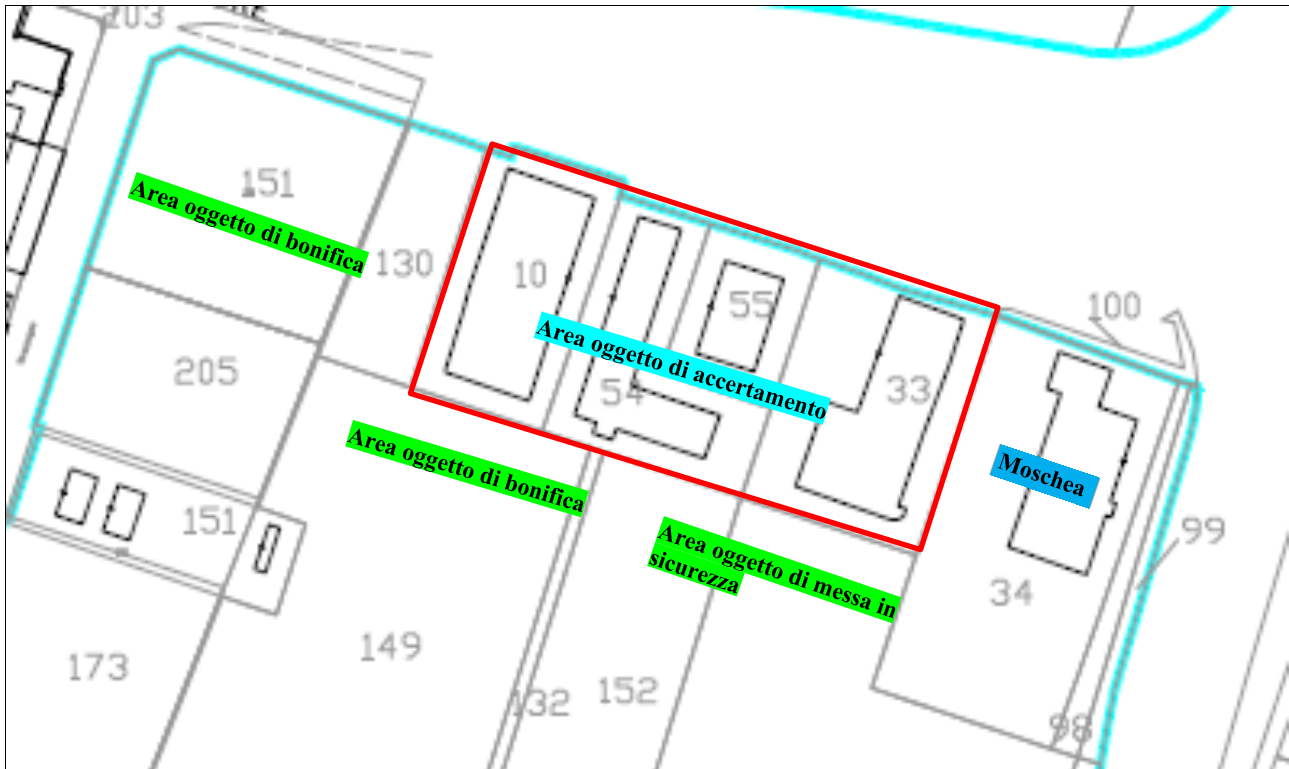 203
151
Area oggetto di bonifica
130
10
55
100
Area oggetto di accertamento
205
54
33
Area oggetto di bonifica
Moschea
151
99
Area oggetto di messa in
sicurezza
34
149
173
132
152
98